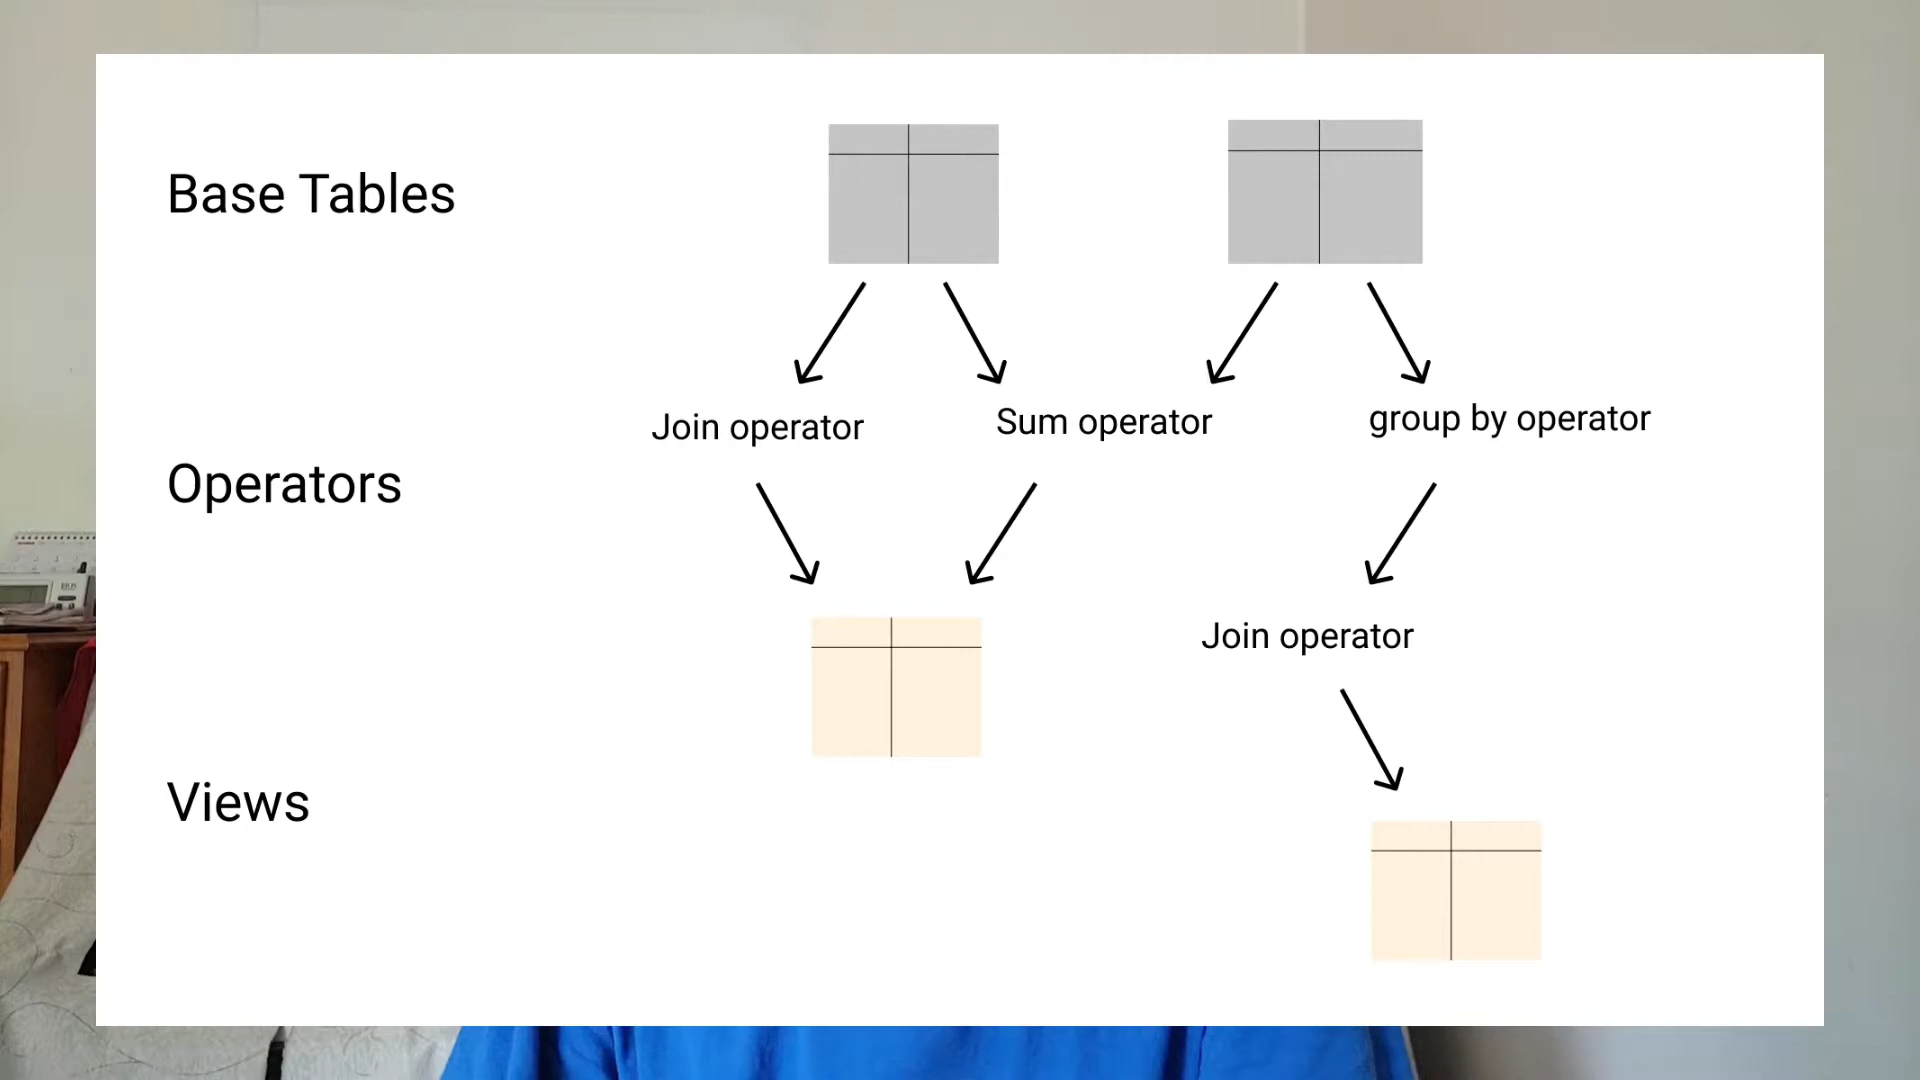 Base Tables
Join operator
Sum operator
group by operator
Operators
Join operator
Views